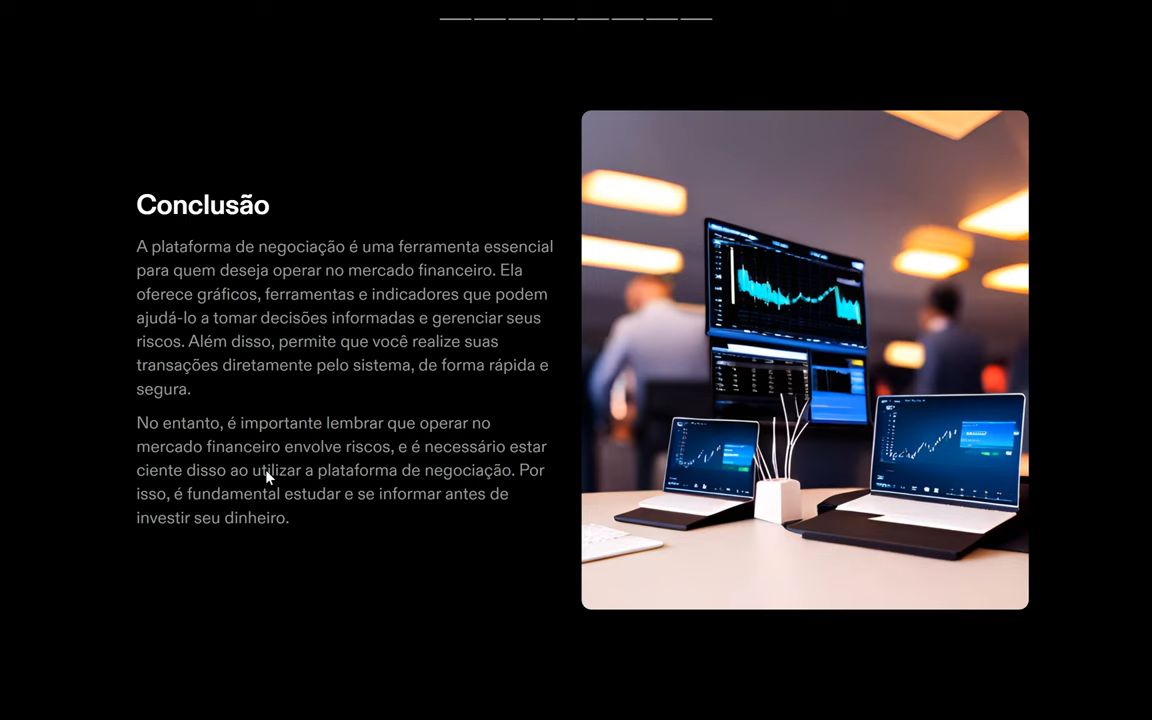 Conclusão
A plataforma de negociação é uma ferramenta essencial
para quem deseja operar no mercado financeiro. Ela
oferece gráficos, ferramentas e indicadores que podem
ajudá-lo a tomar decisões informadas e gerenciar seus
riscos. Além disso, permite que você realize suas
transações diretamente pelo sistema, de forma rápida e
segura.
No entanto, é importante lembrar que operar no
mercado financeiro envolve riscos, e é necessário estar
ciente disso ao utilizar a plataforma de negociação. Por
isso, é fundamental estudar e se informar antes de
investir seu dinheiro.